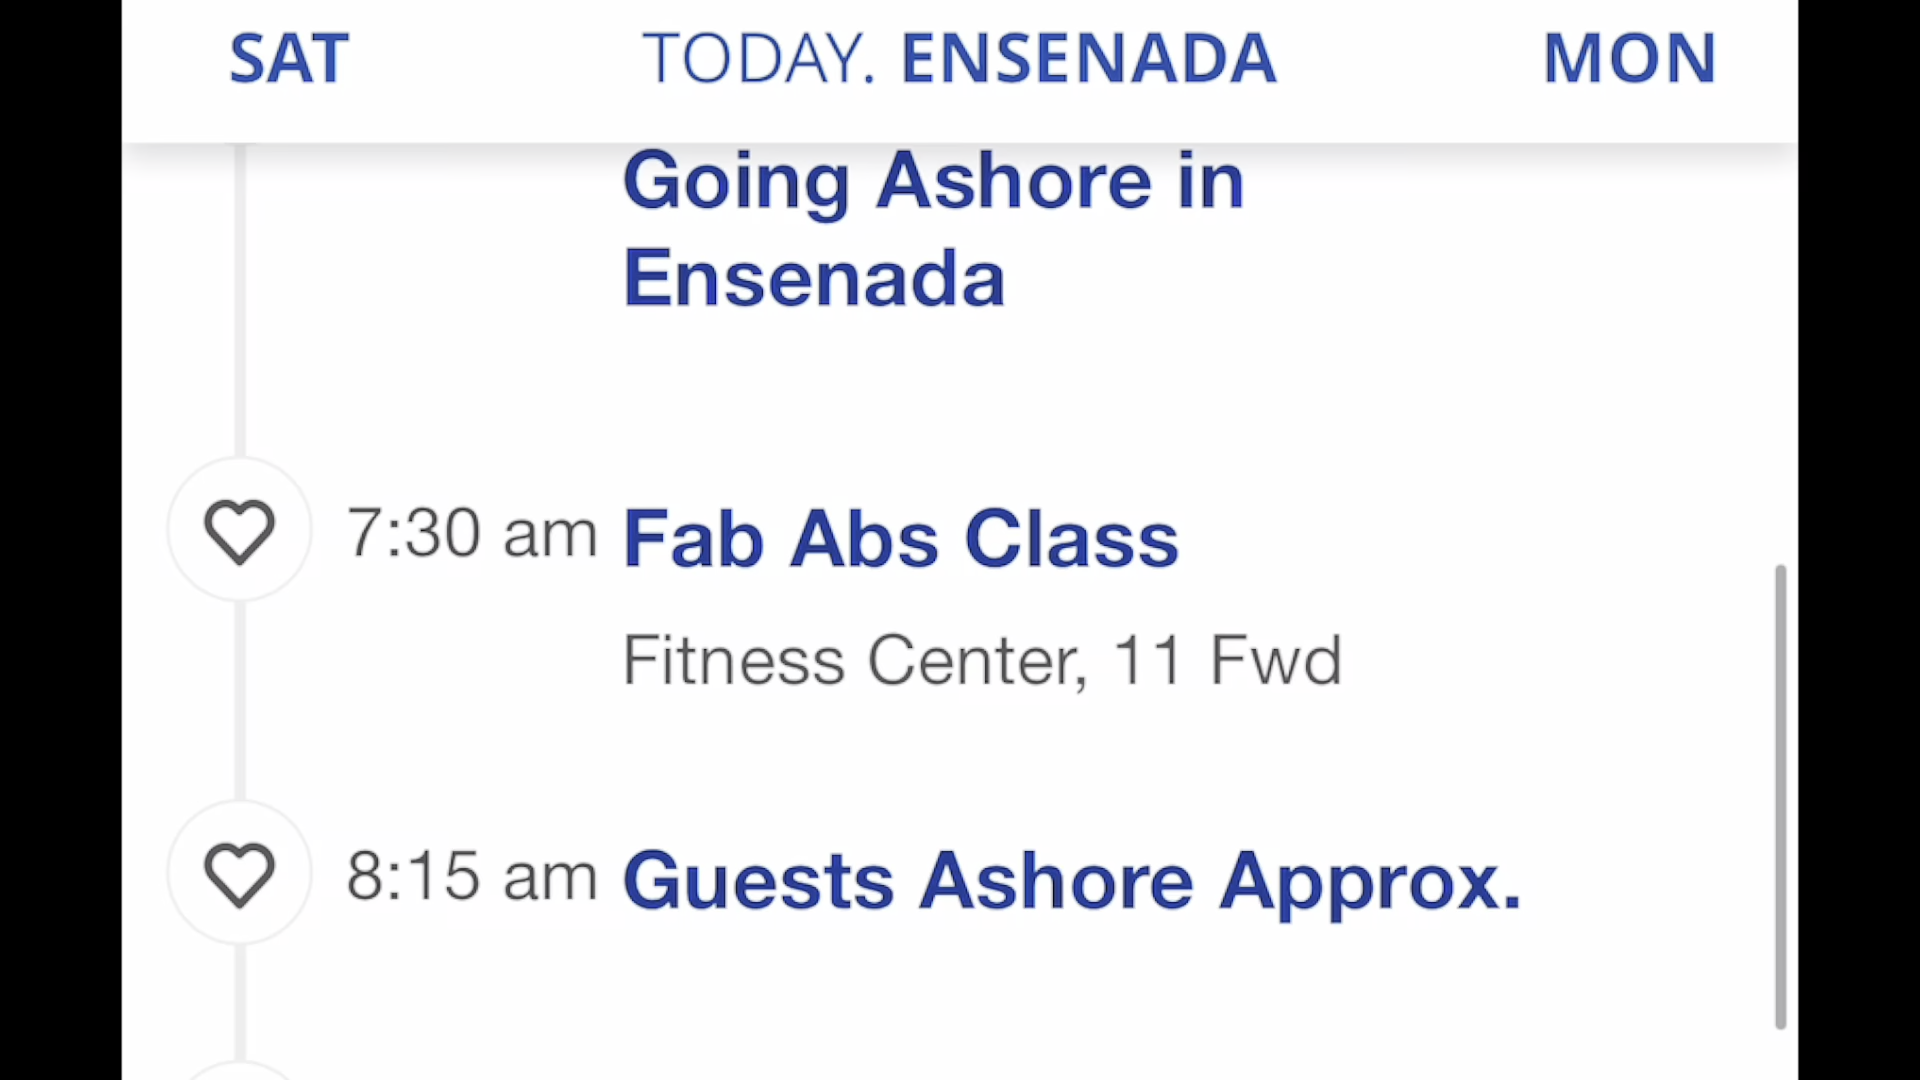 SAT TODAY. ENSENADA MON
Going Ashore in
Ensenada
7:30 am Fab Abs Class
Fitness Center, 11 Fwd
8:15 am Guests Ashore Approx.